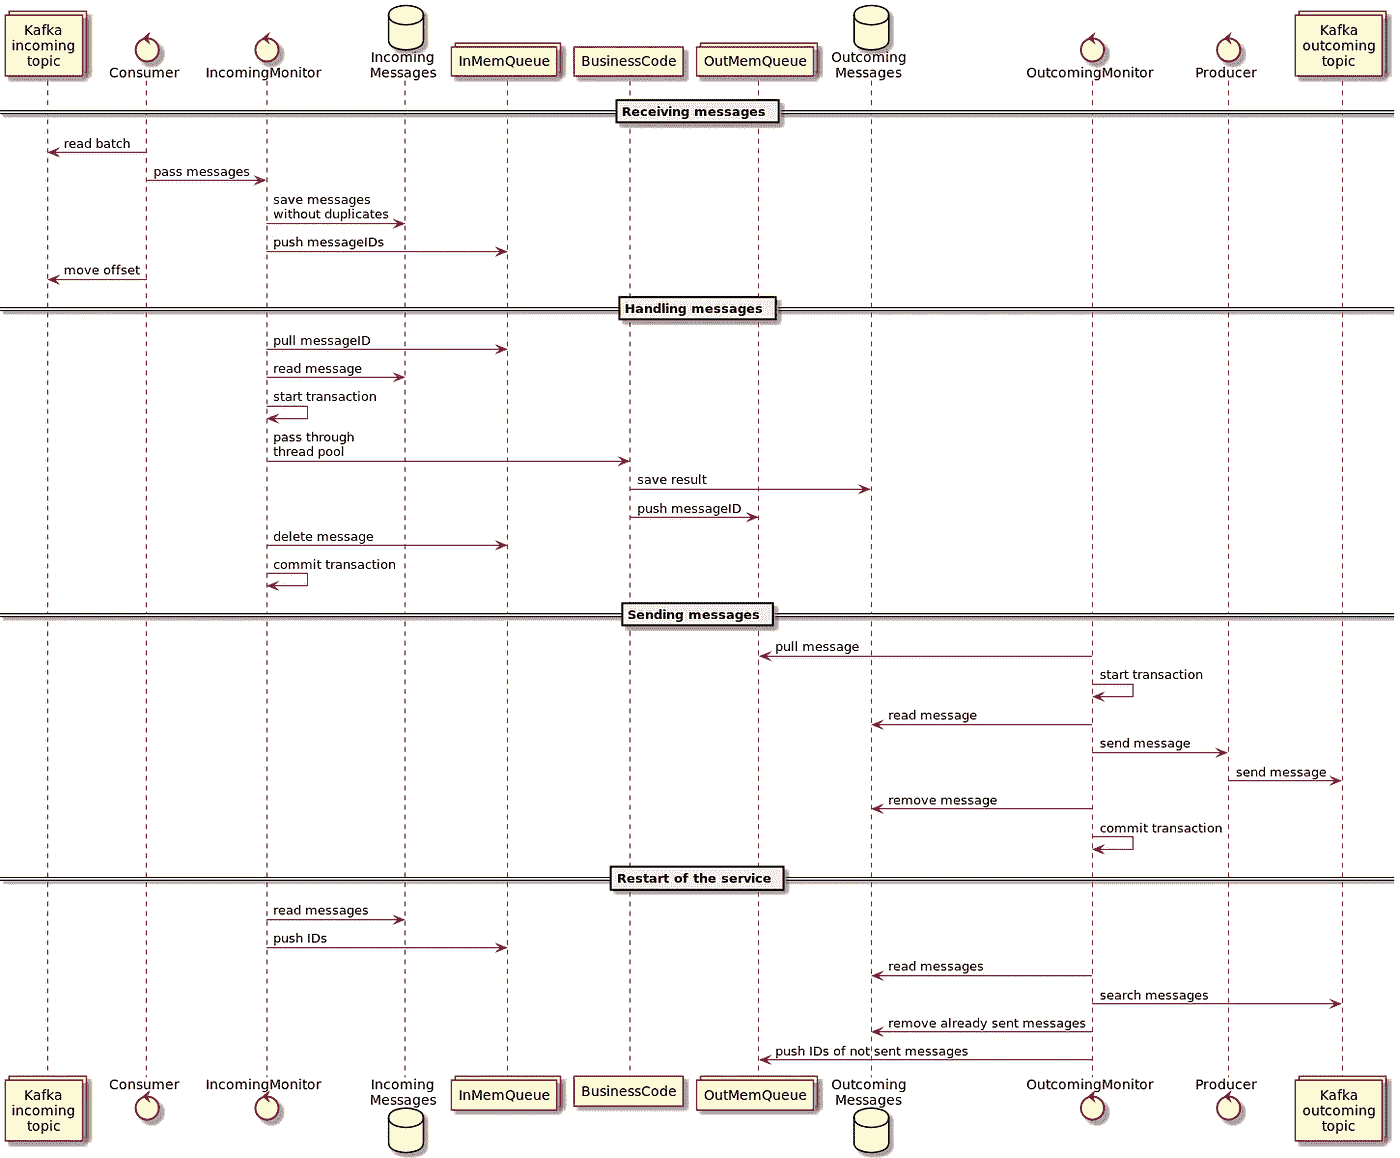 Kafka
incoming
topic
Consumer
IncomingMonitor
Incoming
Messages
InMemQueue
BusinessCode
OutMemQueue
Outcoming
Messages
OutcomingMonitor
Producer
Kafka
outcoming
topic
Receiving messages
read batch
pass messages
save messages
without duplicates
push messageIDs
move offset
Handling messages
pull messageID
read message
start transaction
pass through
thread pool
save result
push messageID
delete message
commit transaction
Sending messages
pull message
start transaction
read message
send message
send message
remove message
commit transaction
Restart of the service
read messages
push IDs
read messages
search messages
remove already sent messages
push IDs of not sent messages
Kafka
incoming
topic
Consumer
IncomingMonitor
Incoming
Messages
InMemQueue
BusinessCode
OutMemQueue
Outcoming
Messages
OutcomingMonitor
Producer
Kafka
outcoming
topic